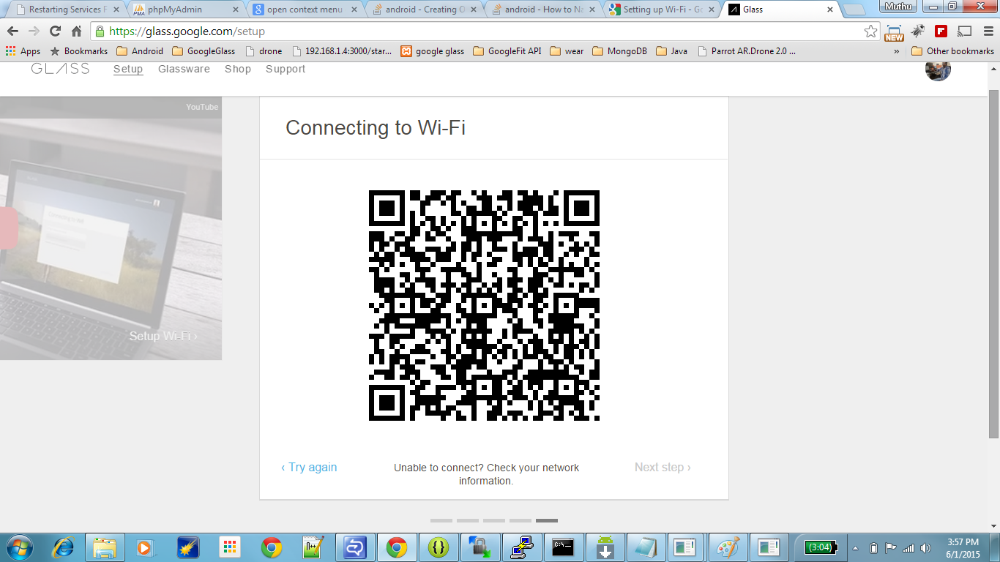 Restarting Services F
phpMyAdmin
open context menu
android - Creating O
android - How to Na
Setting up Wi-Fi - Go
Glass
Muthu
https://glass.google.com/setup
NEW
Apps
Bookmarks
Android
GoogleGlass
drone
192.168.1.4:3000/star...
google glass
GoogleFit API
wear
MongoDB
Java
Parrot AR.Drone 2.0 ...
»
Other bookmarks
GLASS
Setup
Glassware
Shop
Support
YouTube
Setup Wi-Fi ›
Connecting to Wi-Fi
‹ Try again
Unable to connect? Check your network
information.
Next step ›
(3:04)
3:57 PM
6/1/2015